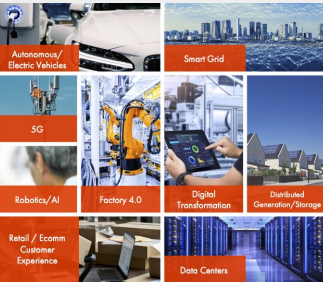 Autonomous/
Electric Vehicles
Smart Grid
5G
Robotics/AI
Factory 4.0
Digital
Transformation
Distributed
Generation/Storage
Retail / Ecomm
Customer
Experience
Data Centers